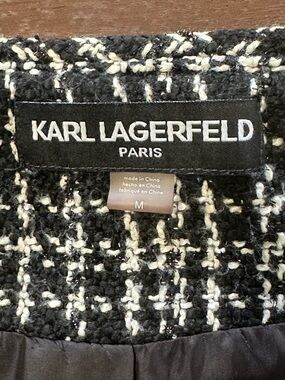 KARL LAGERFELD
PARIS
made in China
hecho en China
fabriqué en Chine
M